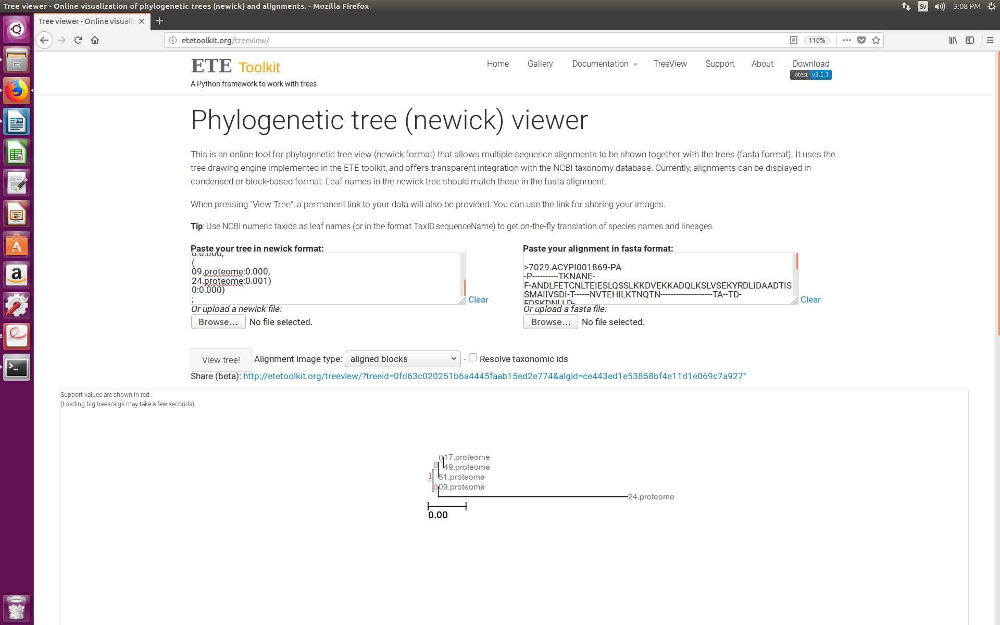 Tree viewer - Online visualization of phylogenetic trees (newick) and alignments. - Mozilla Firefox
Sv
3:08 PM
Tree viewer - Online visualiz
etetoolkit.org/treeview/
110%
ETE Toolkit
A Python framework to work with trees
Home
Gallery
Documentation
TreeView
Support
About
Download
latest v3.1.1
Phylogenetic tree (newick) viewer
This is an online tool for phylogenetic tree view (newick format) that allows multiple sequence alignments to be shown together with the trees (fasta format). It uses the
tree drawing engine implemented in the ETE toolkit, and offers transparent integration with the NCBI taxonomy database. Currently, alignments can be displayed in
condensed or block-based format. Leaf names in the newick tree should match those in the fasta alignment.
When pressing "View Tree", a permanent link to your data will also be provided. You can use the link for sharing your images.
Tip: Use NCBI numeric taxids as leaf names (or in the format TaxID.sequenceName) to get on-the-fly translation of species names and lineages.
Paste your tree in newick format:
0:0.000,
(
09.proteome:0.000,
24.proteome:0.001)
0:0.000)
;
Clear
Or upload a newick file:
Browse... No file selected.
Paste your alignment in fasta format:
>7029.ACYPI001869-PA
-P----------TKNANE-
F-ANDLFETCNLTEIESLQSSLKKDVEKKADQLKSLVSEKYRDLIDAADTIS
SMAIIVSDI-T------NVTEHILKTNQTN--------------------TA--TD-
FDSKDNLLD-
Clear
Or upload a fasta file:
Browse... No file selected.
View tree! Alignment image type: aligned blocks - Resolve taxonomic ids
Share (beta): http://etetoolkit.org/treeview/?treeid=0fd63c020251b6a4445faab15ed2e774&algid=ce443ed1e53858bf4e11d1e069c7a927"
Support values are shown in red.
(Loading big trees/algs may take a few seconds)
0 17.proteome
0 49.proteome
1 51.proteome
0 09.proteome
24.proteome
0.00